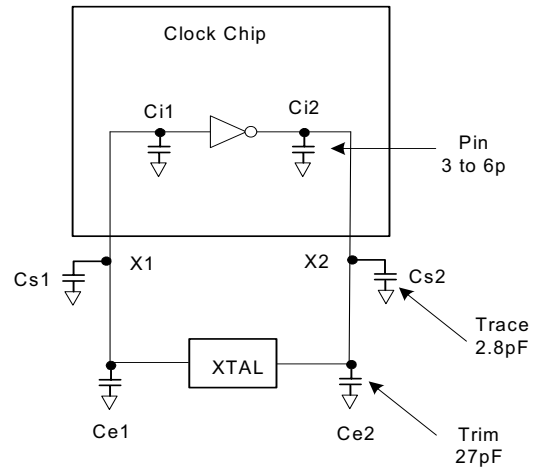 Clock Chip
Ci1
Ci2
Pin
3 to 6p
X1
X2
Cs1
Cs2
Trace
2.8pF
XTAL
Ce1
Ce2
Trim
27pF